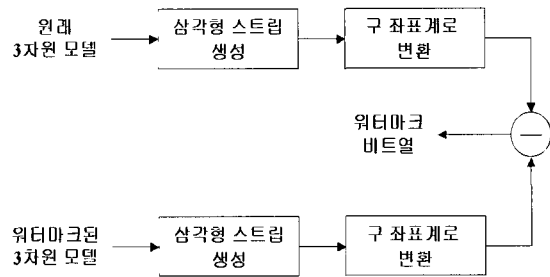 원래
3차원 모델
삼각형 스트립
생성
구 좌표계로
변환
워터마크
비트열
워터마크된
3차원 모델
삼각형 스트립
생성
구 좌표계로
변환